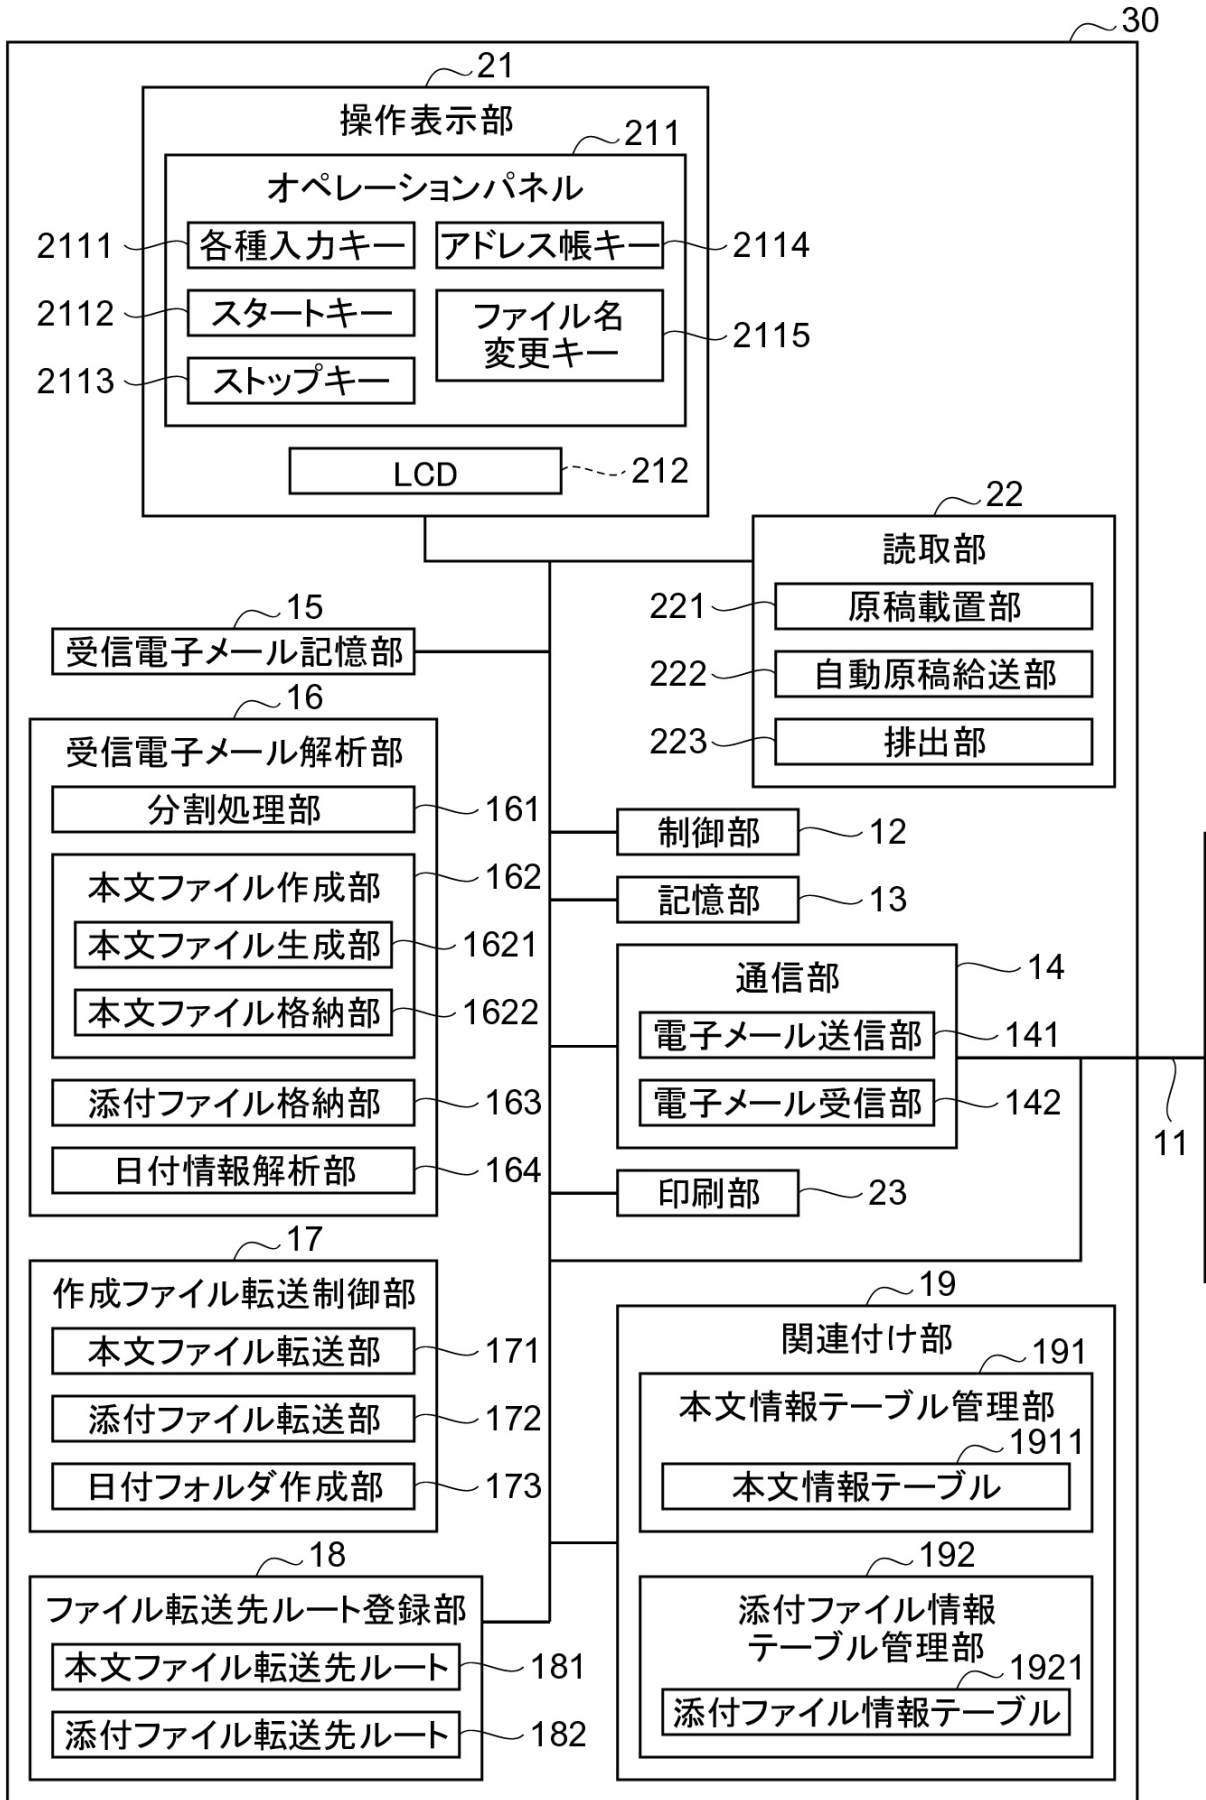 30
21
操作表示部
211
オペレーションパネル
2111
各種入力キー
アドレス帳キー
2114
2112
スタートキー
ファイル名
変更キー
2115
2113
ストップキー
LCD
212
22
読取部
221
原稿載置部
222
自動原稿給送部
223
排出部
15
受信電子メール記憶部
16
受信電子メール解析部
分割処理部
161
本文ファイル作成部
162
本文ファイル生成部
1621
本文ファイル格納部
1622
添付ファイル格納部
163
日付情報解析部
164
制御部
12
記憶部
13
通信部
14
電子メール送信部
141
電子メール受信部
142
印刷部
23
11
17
作成ファイル転送制御部
本文ファイル転送部
171
添付ファイル転送部
172
日付フォルダ作成部
173
18
ファイル転送先ルート登録部
本文ファイル転送先ルート
181
添付ファイル転送先ルート
182
19
関連付け部
191
本文情報テーブル管理部
1911
本文情報テーブル
192
添付ファイル情報
テーブル管理部
1921
添付ファイル情報テーブル